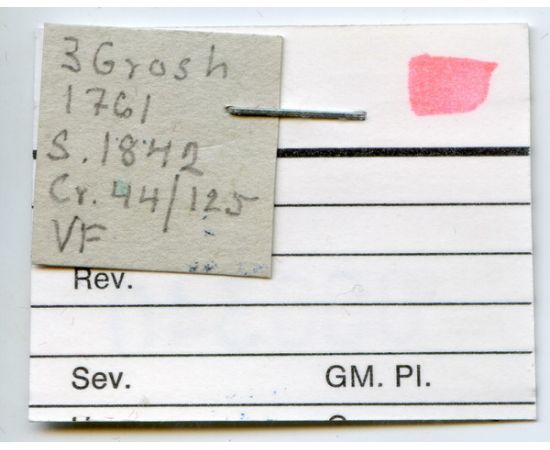 3 Grosh
1761
S. 1842
Cr. 44/125
VF
Rev.
Sev. GM. Pl.